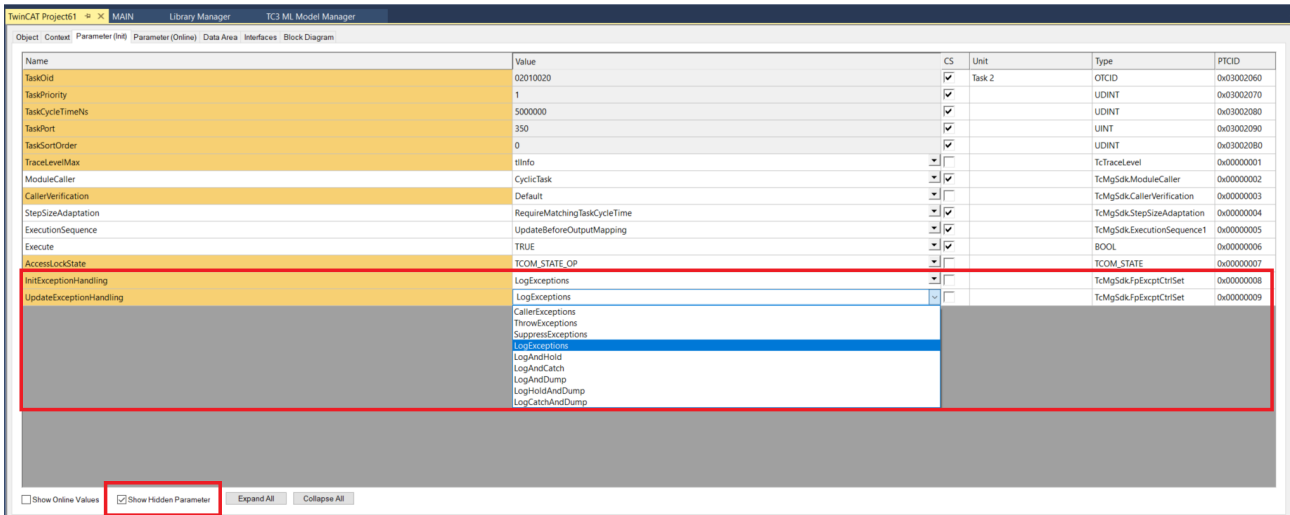 TwinCAT Project61 MAIN Library Manager TC3 ML Model Manager
Object Context Parameter (Init) Parameter (Online) Data Area Interfaces Block Diagram
Name Value CS Unit Type PTCID
TaskOid 02010020 Task 2 OTCID 0x03002060
TaskPriority 1 UDINT 0x03002070
TaskCycleTimeNs 5000000 UDINT 0x03002080
TaskPort 350 UINT 0x03002090
TaskSortOrder 0 UDINT 0x030020B0
TraceLevelMax tlInfo TcTraceLevel 0x00000001
ModuleCaller CyclicTask TcMgSdk.ModuleCaller 0x00000002
CallerVerification Default TcMgSdk.CallerVerification 0x00000003
StepSizeAdaptation RequireMatchingTaskCycleTime TcMgSdk.StepSizeAdaptation 0x00000004
ExecutionSequence UpdateBeforeOutputMapping TcMgSdk.ExecutionSequence1 0x00000005
Execute TRUE BOOL 0x00000006
AccessLockState TCOM_STATE_OP TCOM_STATE 0x00000007
InitExceptionHandling LogExceptions TcMgSdk.FpExcptCtrlSet 0x00000008
UpdateExceptionHandling LogExceptions TcMgSdk.FpExcptCtrlSet 0x00000009
CallerExceptions
ThrowExceptions
SuppressExceptions
LogExceptions
LogAndHold
LogAndCatch
LogAndDump
LogHoldAndDump
LogCatchAndDump
Show Online Values Show Hidden Parameter Expand All Collapse All